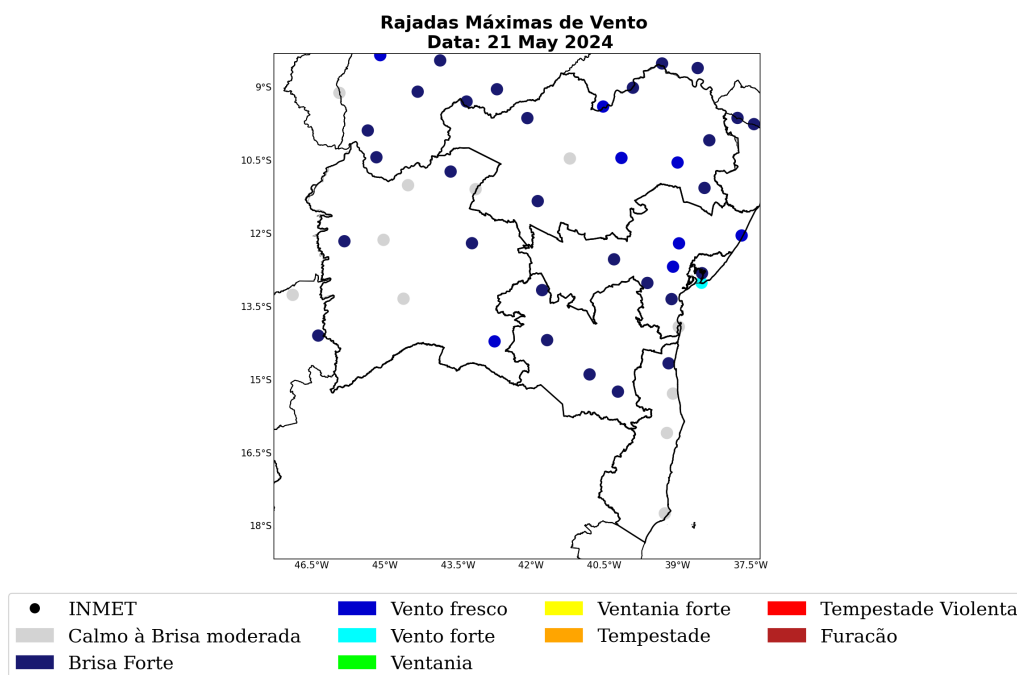 Rajadas Máximas de Vento
Data: 21 May 2024
9°S
10.5°S
12°S
13.5°S
15°S
16.5°S
18°S
46.5°W 45°W 43.5°W 42°W 40.5°W 39°W 37.5°W
INMET Vento fresco Ventania forte Tempestade Violenta
Calmo à Brisa moderada Vento forte Tempestade Furacão
Brisa Forte Ventania